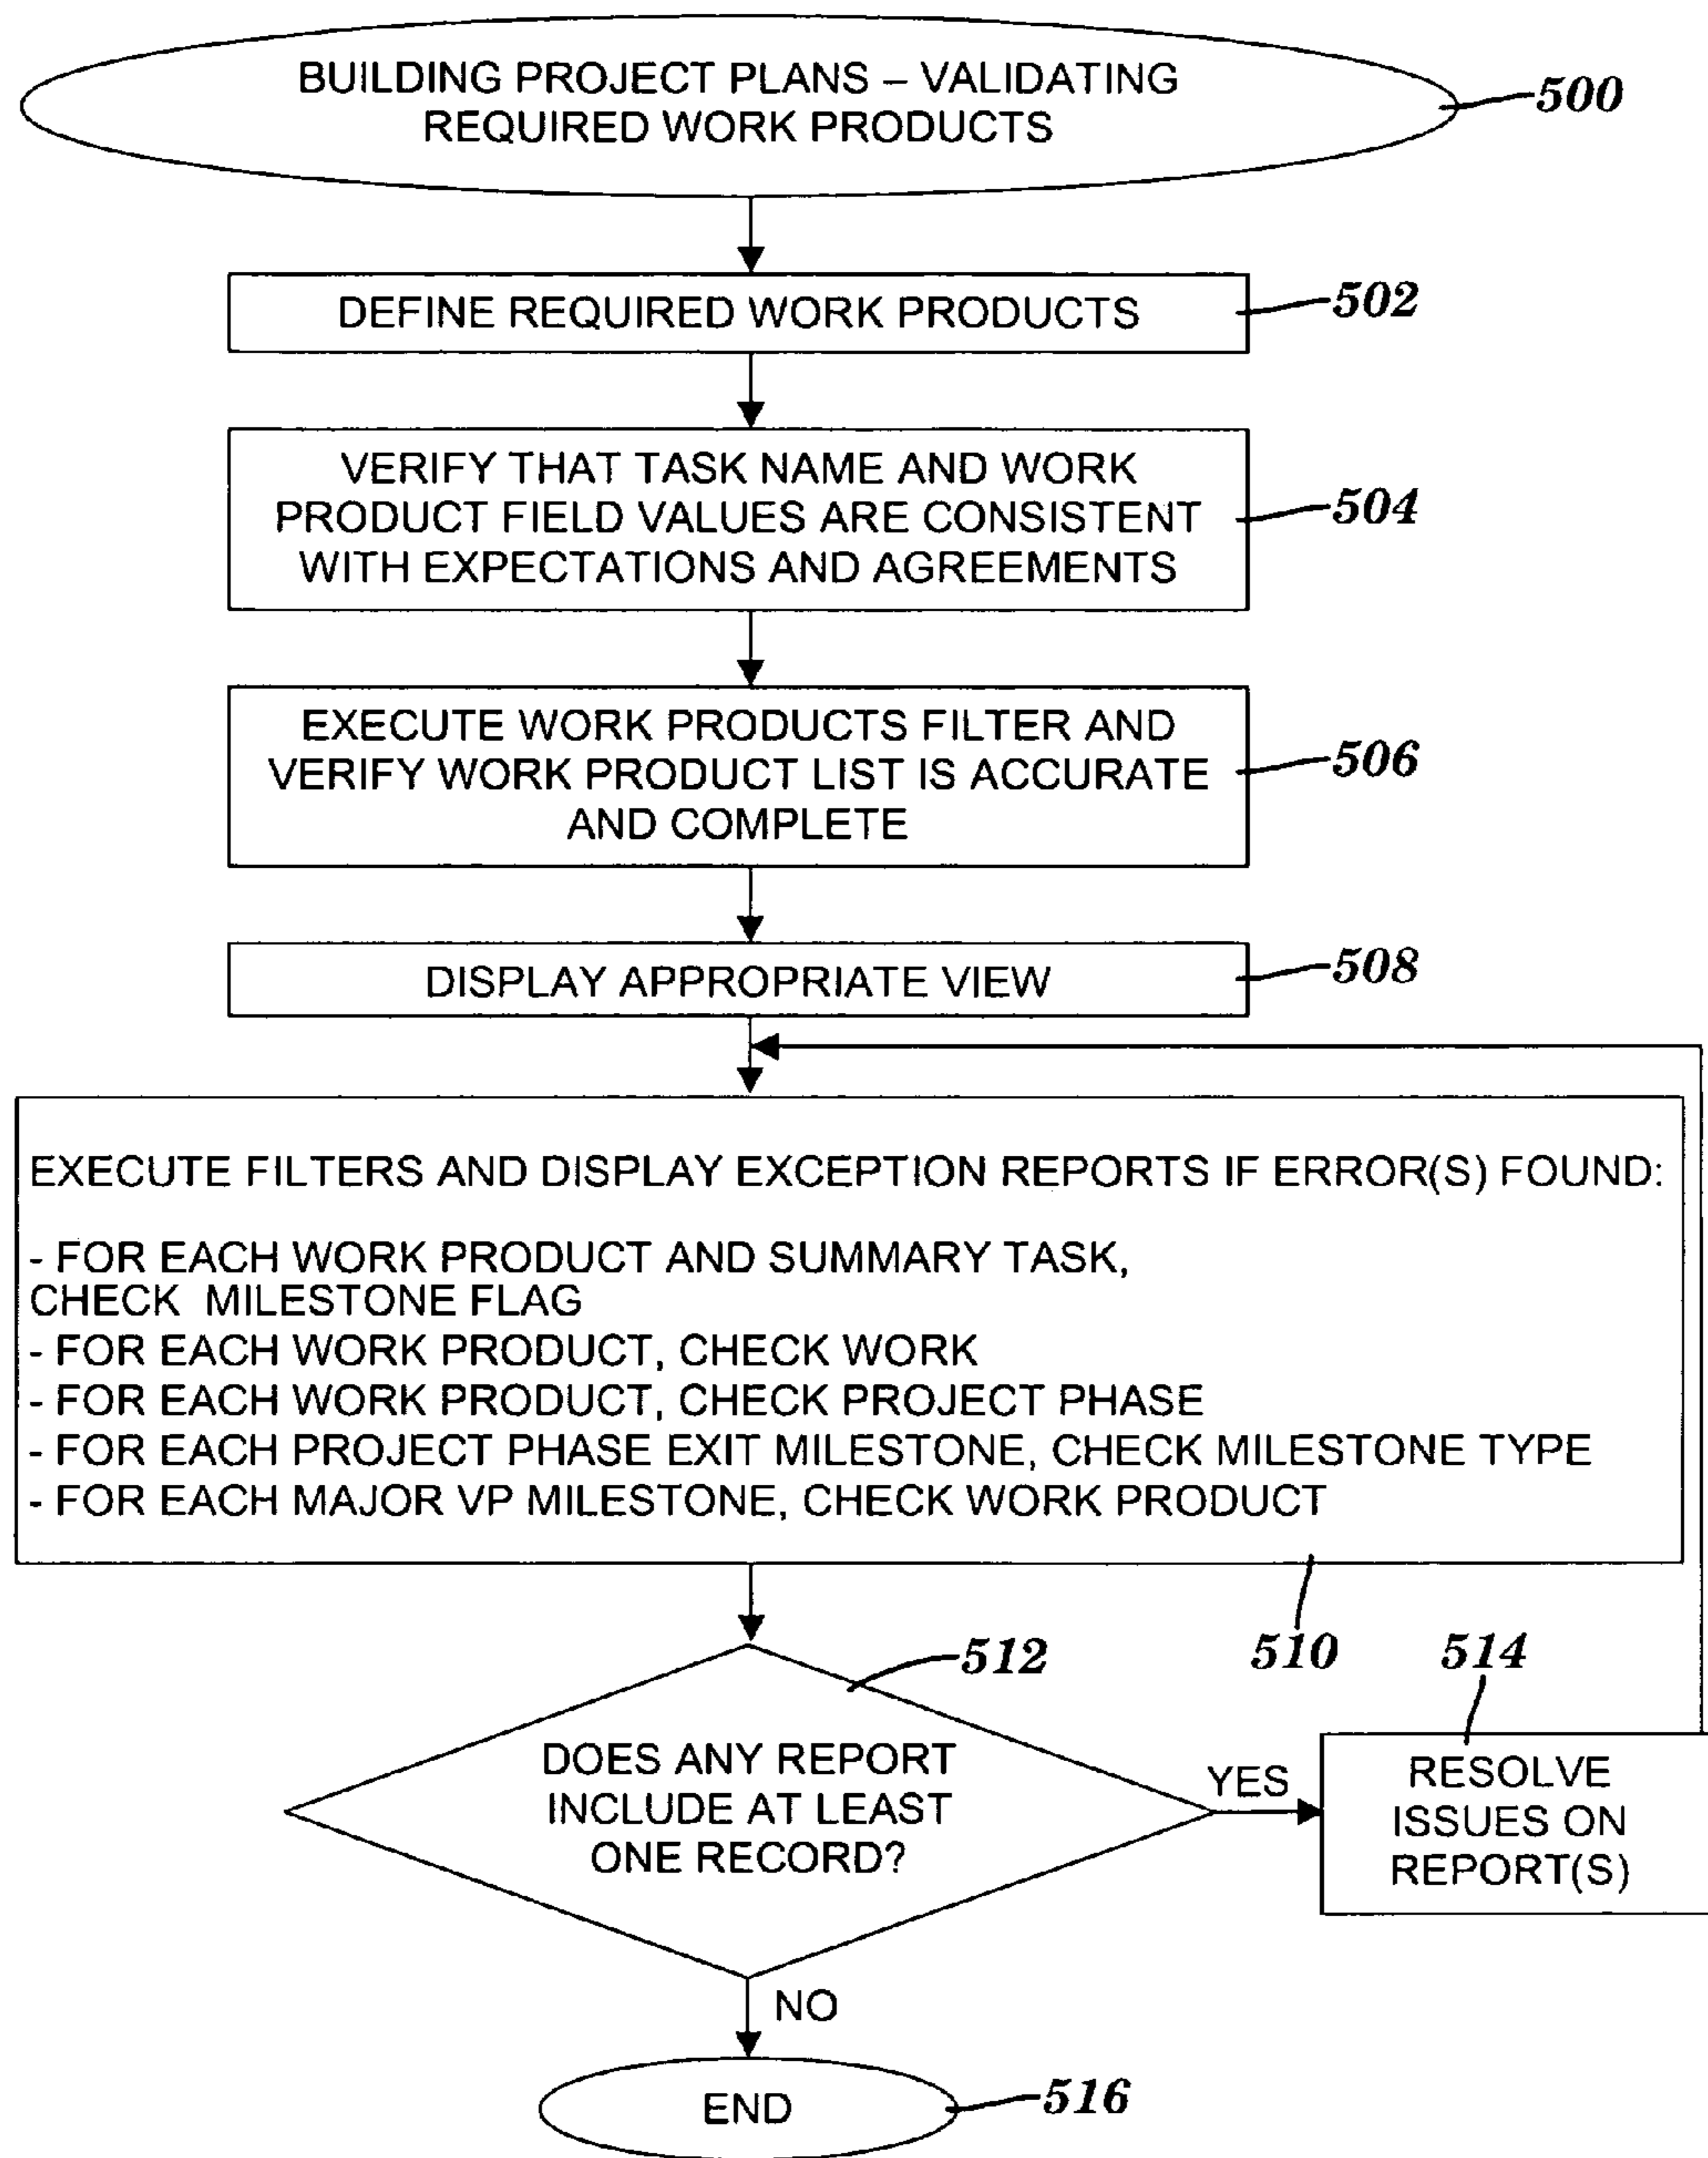 BUILDING PROJECT PLANS – VALIDATING
REQUIRED WORK PRODUCTS
500
DEFINE REQUIRED WORK PRODUCTS
502
VERIFY THAT TASK NAME AND WORK
PRODUCT FIELD VALUES ARE CONSISTENT
WITH EXPECTATIONS AND AGREEMENTS
504
EXECUTE WORK PRODUCTS FILTER AND
VERIFY WORK PRODUCT LIST IS ACCURATE
AND COMPLETE
506
DISPLAY APPROPRIATE VIEW
508
EXECUTE FILTERS AND DISPLAY EXCEPTION REPORTS IF ERROR(S) FOUND:
- FOR EACH WORK PRODUCT AND SUMMARY TASK,
CHECK MILESTONE FLAG
- FOR EACH WORK PRODUCT, CHECK WORK
- FOR EACH WORK PRODUCT, CHECK PROJECT PHASE
- FOR EACH PROJECT PHASE EXIT MILESTONE, CHECK MILESTONE TYPE
- FOR EACH MAJOR VP MILESTONE, CHECK WORK PRODUCT
510
512
DOES ANY REPORT
INCLUDE AT LEAST
ONE RECORD?
YES
514
RESOLVE
ISSUES ON
REPORT(S)
NO
END
516